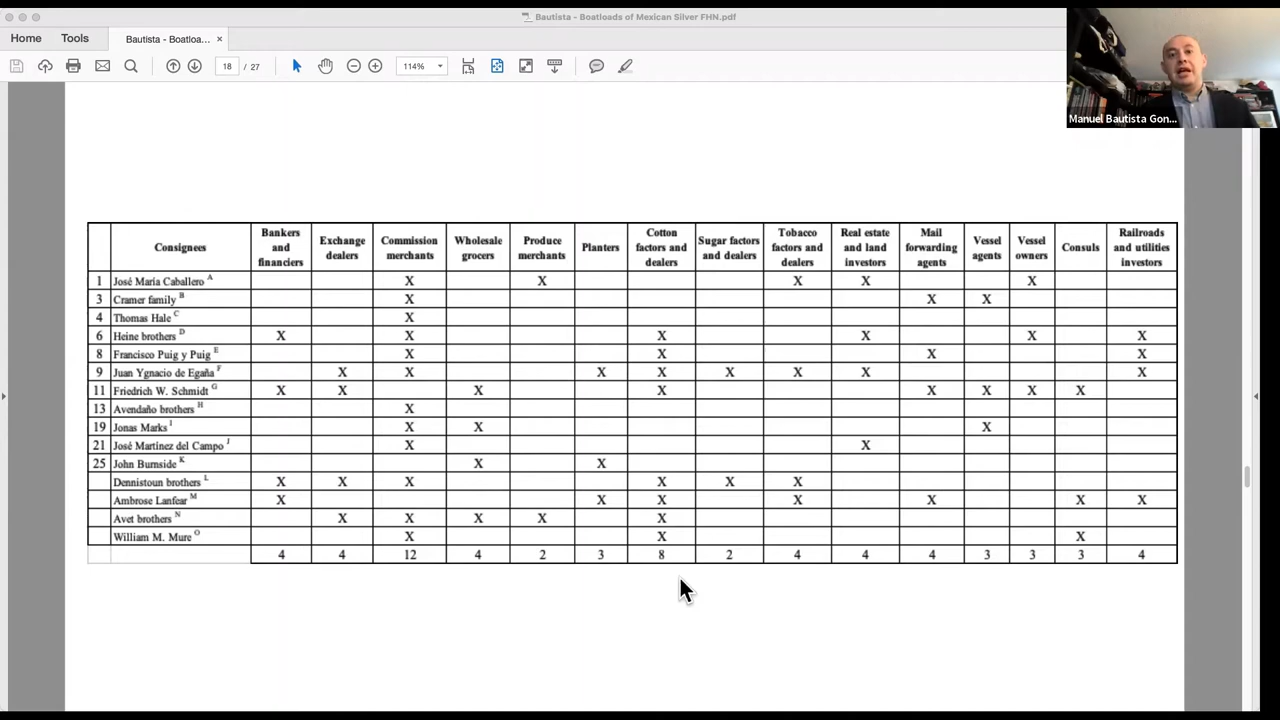 Bautista - Boatloads of Mexican Silver FHN.pdf
Home Tools Bautista - Boatloa... ×
18 / 27 114%
Manuel Bautista Gon...
Consignees Bankers and financiers Exchange dealers Commission merchants Wholesale grocers Produce merchants Planters Cotton factors and dealers Sugar factors and dealers Tobacco factors and dealers Real estate and land investors Mail forwarding agents Vessel agents Vessel owners Consuls Railroads and utilities investors
1 José María Caballero A X X X X X
3 Cramer family B X X X
4 Thomas Hale C X
6 Heine brothers D X X X X X X
8 Francisco Puig y Puig E X X X X
9 Juan Ygnacio de Egaña F X X X X X X X X
11 Friedrich W. Schmidt G X X X X X X X X
13 Avendaño brothers H X
19 Jonas Marks I X X X
21 José Martínez del Campo J X X
25 John Burnside K X X
Dennistoun brothers L X X X X X X
Ambrose Lanfear M X X X X X X X
Avet brothers N X X X X X
William M. Mure O X X X
4 4 12 4 2 3 8 2 4 4 4 3 3 3 4